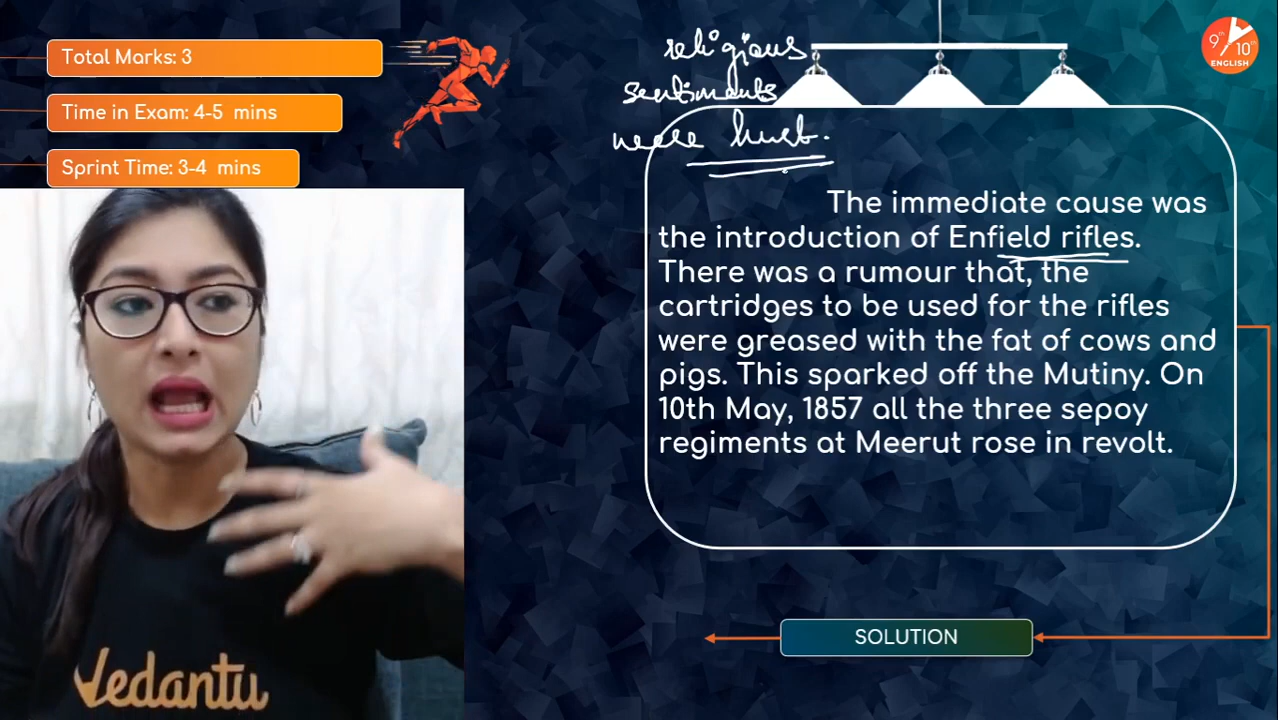 Total Marks: 3
Time in Exam: 4-5 mins
Sprint Time: 3-4 mins
religious
sentiments
were hurt.
9th 10th
ENGLISH
The immediate cause was
the introduction of Enfield rifles.
There was a rumour that, the
cartridges to be used for the rifles
were greased with the fat of cows and
pigs. This sparked off the Mutiny. On
10th May, 1857 all the three sepoy
regiments at Meerut rose in revolt.
SOLUTION
Vedantu